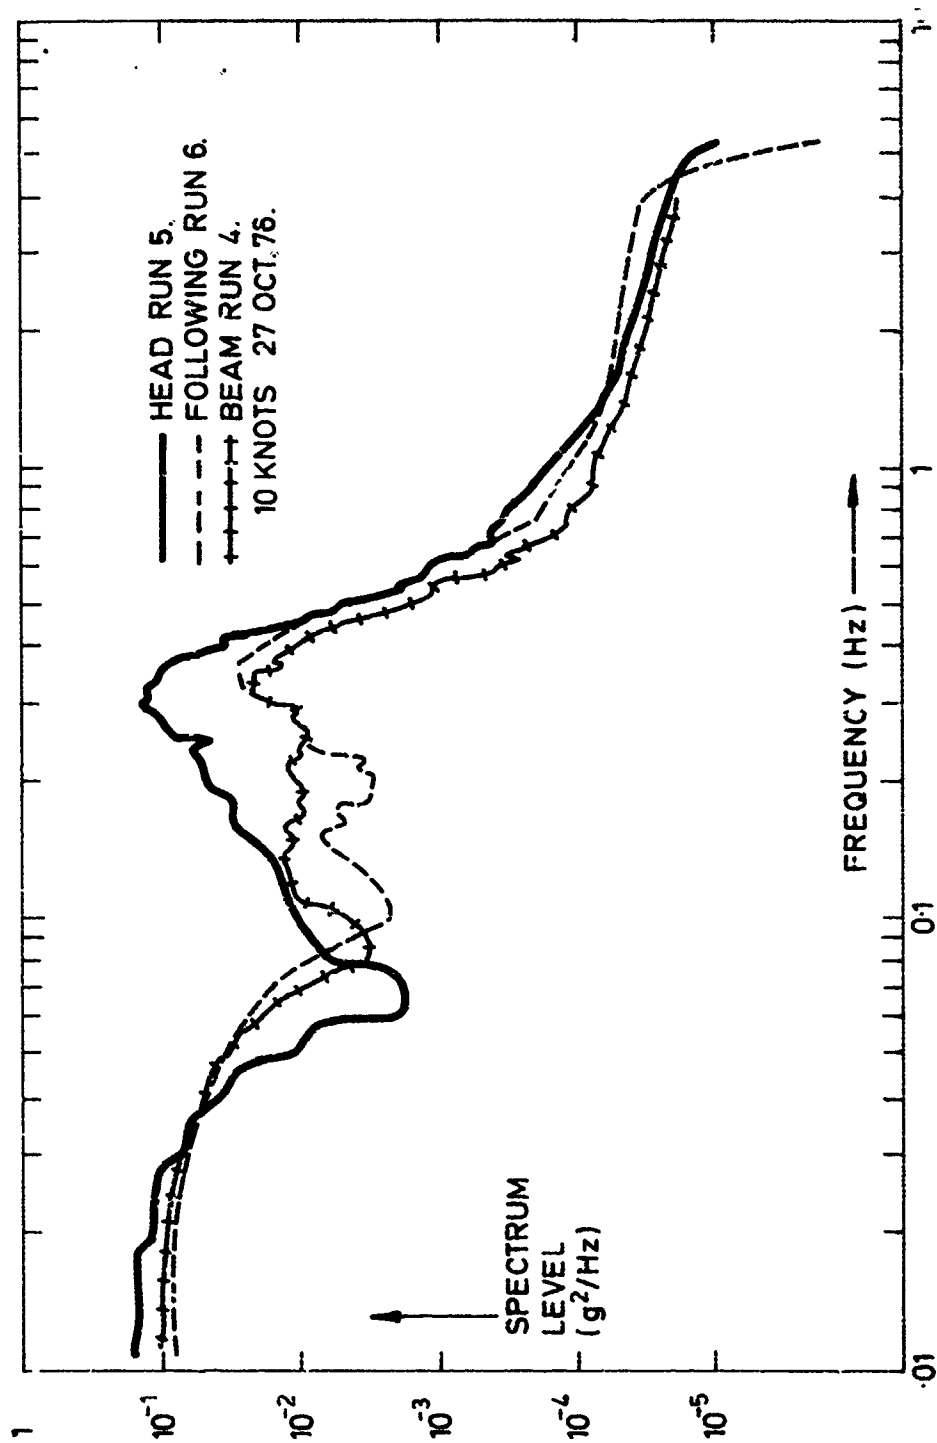 HEAD RUN 5.
FOLLOWING RUN 6.
BEAM RUN 4.
10 KNOTS 27 OCT. 76.
SPECTRUM
LEVEL
(g²/Hz)
FREQUENCY (Hz)
1
10⁻¹
10⁻²
10⁻³
10⁻⁴
10⁻⁵
·01
0·1
1